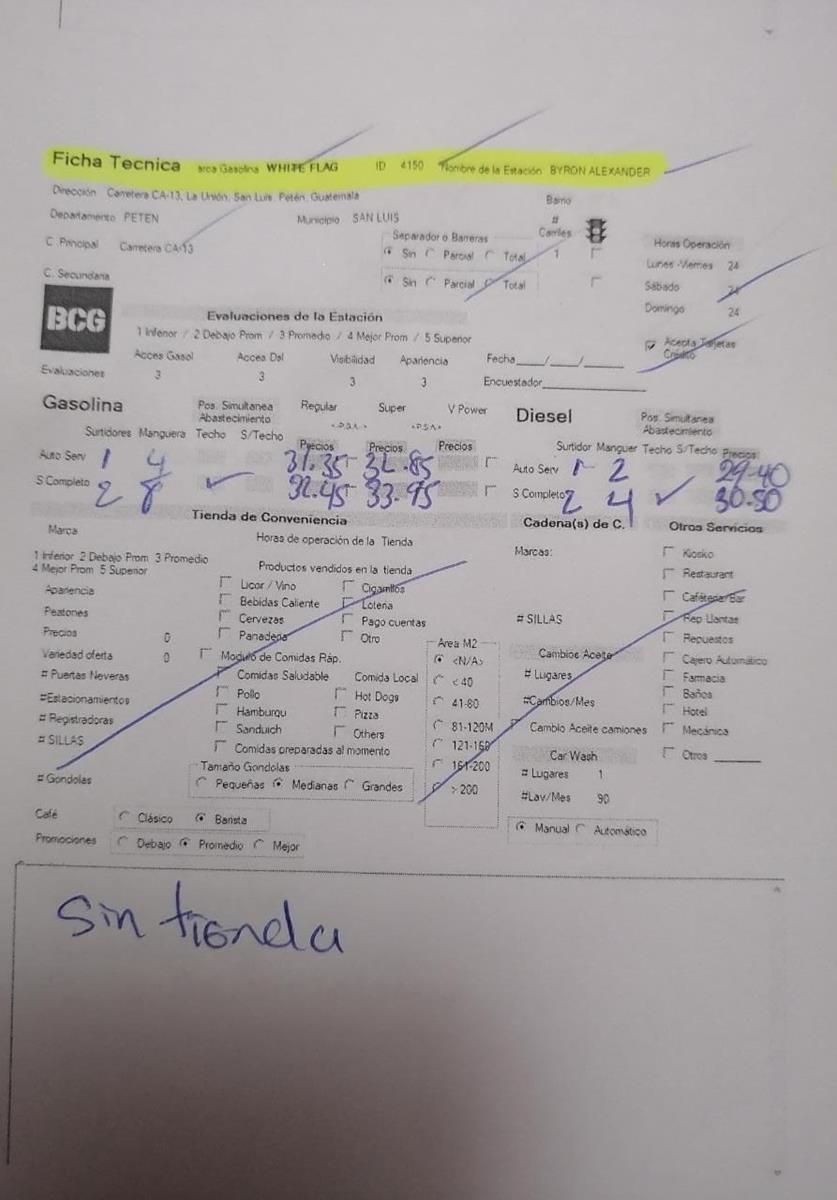 Ficha Tecnica arca Gasolina WHITE FLAG ID 4150 Nombre de la Estación BYRON ALEXANDER
Dirección Carretera CA-13, La Unión, San Luis, Petén, Guatemala
Barrio
Departamento PETEN Municipio SAN LUIS
# Carriles
C. Principal Carretera CA-13
Separador o Barreras
Sin Parcial Total 1
Sin Parcial Total
Horas Operación
Lunes -Viernes 24
Sábado 24
Domingo 24
C. Secundaria
BCG
Evaluaciones de la Estación
1 Inferior / 2 Debajo Prom / 3 Promedio / 4 Mejor Prom / 5 Superior
Acepta Tarjetas Crédito
Acces Gasol Acces Dsl Visibilidad Apariencia Fecha___/___/___
Evaluaciones 3 3 3 3 Encuestador
Gasolina Pos. Simultanea Abastecimiento Regular Super V Power
Surtidores Manguera Techo S/Techo Precios Precios Precios
Auto Serv 1 4 31.35 32.85
S Completo 2 8 ✓ 32.45 33.95
Diesel Pos. Simultanea Abastecimiento
Surtidor Manguer Techo S/Techo Precios
Auto Serv 1 2 29.40
S Completo 2 4 ✓ 30.50
Tienda de Conveniencia
Marca
Horas de operación de la Tienda
1 Inferior 2 Debajo Prom 3 Promedio
4 Mejor Prom 5 Superior
Productos vendidos en la tienda
Apariencia Licor / Vino Cigarrillos
Peatones Bebidas Caliente Loteria
Cervezas Pago cuentas
Precios 0 Panaderia Otro
Variedad oferta 0 Modulo de Comidas Ráp.
# Puertas Neveras Comidas Saludable Comida Local
#Estacionamientos Pollo Hot Dogs
# Registradoras Hamburgu Pizza
# SILLAS Sanduich Others
Comidas preparadas al momento
# Gondolas Tamaño Gondolas
Pequeñas Medianas Grandes
Area M2
<N/A>
< 40
41-80
81-120M
121-160
161-200
> 200
Cadena(s) de C.
Marcas:
# SILLAS
Cambios Aceite
# Lugares
#Cambios/Mes
Cambio Aceite camiones
Car Wash
# Lugares 1
#Lav/Mes 90
Manual Automático
Otros Servicios
Kiosko
Restaurant
Cafétería/Bar
Rep Llantas
Repuestos
Cajero Automático
Farmacia
Baños
Hotel
Mecánica
Otros
Café Clásico Barista
Promociones Debajo Promedio Mejor
Sin tienda